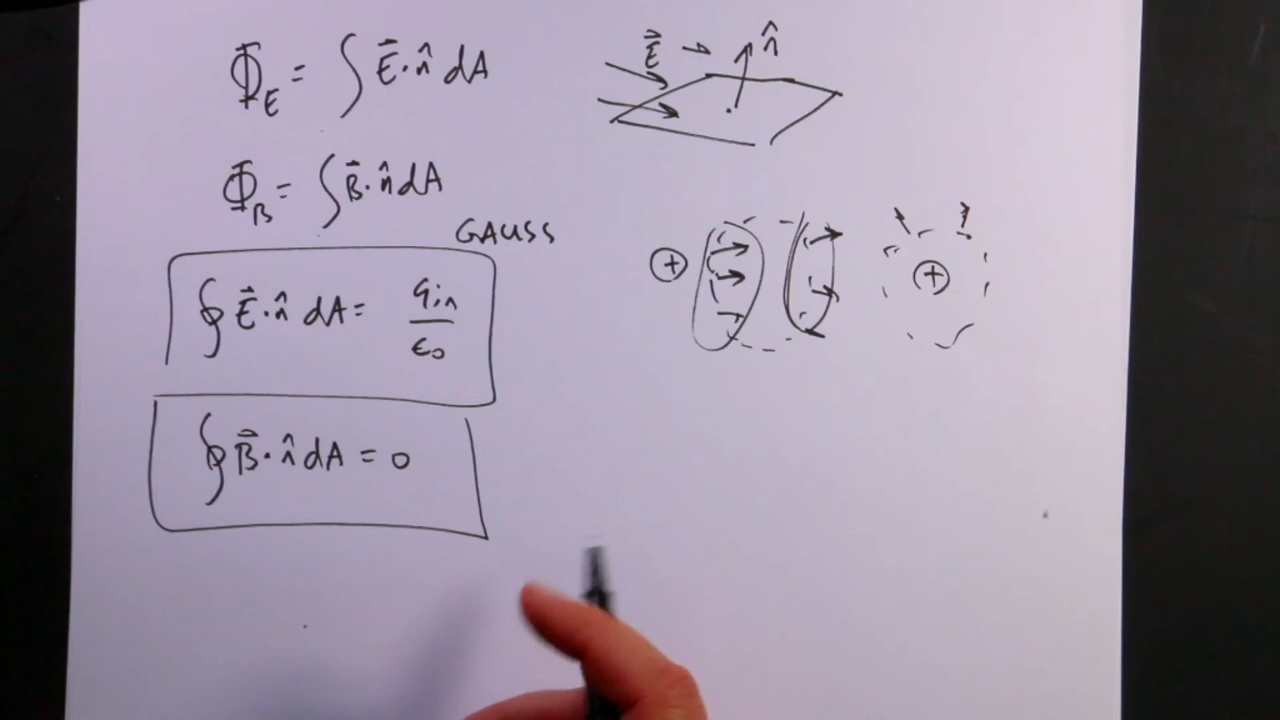 Φ_E = ∫ E⃗ · n̂ dA
E⃗ → n̂
Φ_B = ∫ B⃗ · n̂ dA
GAUSS
∮ E⃗ · n̂ dA = q_in / ε₀
+ +
∮ B⃗ · n̂ dA = 0